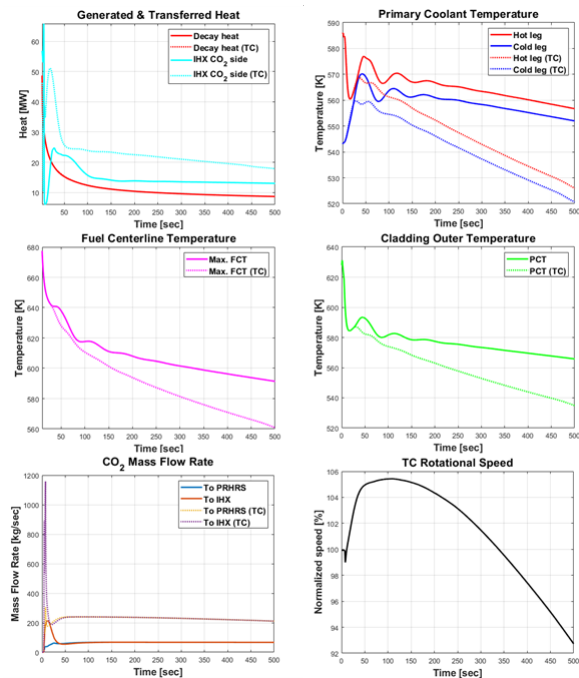 Generated & Transferred Heat
Decay heat
Decay heat (TC)
IHX CO2 side
IHX CO2 side (TC)
Heat [MW]
60
50
40
30
20
10
50 100 150 200 250 300 350 400 450 500
Time [sec]
Primary Coolant Temperature
Hot leg
Cold leg
Hot leg (TC)
Cold leg (TC)
Temperature [K]
590
580
570
560
550
540
530
520
0 50 100 150 200 250 300 350 400 450 500
Time [sec]
Fuel Centerline Temperature
Max. FCT
Max. FCT (TC)
Temperature [K]
680
660
640
620
600
580
560
50 100 150 200 250 300 350 400 450 500
Time [sec]
Cladding Outer Temperature
PCT
PCT (TC)
Temperature [K]
640
620
600
580
560
540
520
0 50 100 150 200 250 300 350 400 450 500
Time [sec]
CO2 Mass Flow Rate
To PRHRS
To IHX
To PRHRS (TC)
To IHX (TC)
Mass Flow Rate [kg/sec]
1200
1000
800
600
400
200
0
0 50 100 150 200 250 300 350 400 450 500
Time [sec]
TC Rotational Speed
Normalized speed [%]
106
104
102
100
98
96
94
92
0 50 100 150 200 250 300 350 400 450 500
Time [sec]